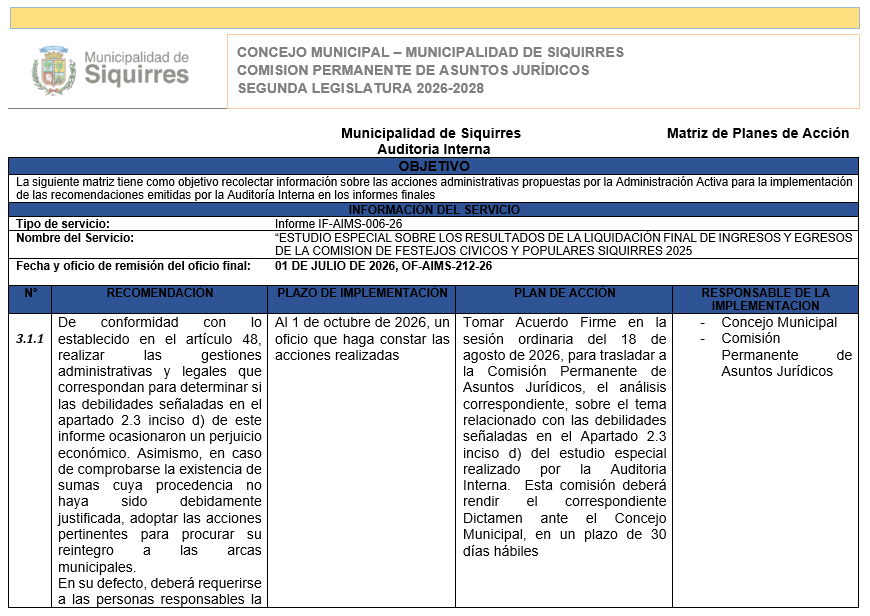 Municipalidad de
Siquirres
CONCEJO MUNICIPAL – MUNICIPALIDAD DE SIQUIRRES
COMISION PERMANENTE DE ASUNTOS JURÍDICOS
SEGUNDA LEGISLATURA 2026-2028
Municipalidad de Siquirres
Auditoria Interna
Matriz de Planes de Acción
OBJETIVO
La siguiente matriz tiene como objetivo recolectar información sobre las acciones administrativas propuestas por la Administración Activa para la implementación
de las recomendaciones emitidas por la Auditoría Interna en los informes finales
INFORMACIÓN DEL SERVICIO
Tipo de servicio: Informe IF-AIMS-006-26
Nombre del Servicio: “ESTUDIO ESPECIAL SOBRE LOS RESULTADOS DE LA LIQUIDACIÓN FINAL DE INGRESOS Y EGRESOS
DE LA COMISION DE FESTEJOS CIVICOS Y POPULARES SIQUIRRES 2025
Fecha y oficio de remisión del oficio final: 01 DE JULIO DE 2026, OF-AIMS-212-26
N°
RECOMENDACIÓN
PLAZO DE IMPLEMENTACIÓN
PLAN DE ACCIÓN
RESPONSABLE DE LA
IMPLEMENTACION
3.1.1
De conformidad con lo
establecido en el artículo 48,
realizar las gestiones
administrativas y legales que
correspondan para determinar si
las debilidades señaladas en el
apartado 2.3 inciso d) de este
informe ocasionaron un perjuicio
económico. Asimismo, en caso
de comprobarse la existencia de
sumas cuya procedencia no
haya sido debidamente
justificada, adoptar las acciones
pertinentes para procurar su
reintegro a las arcas
municipales.
En su defecto, deberá requerirse
a las personas responsables la
Al 1 de octubre de 2026, un
oficio que haga constar las
acciones realizadas
Tomar Acuerdo Firme en la
sesión ordinaria del 18 de
agosto de 2026, para trasladar a
la Comisión Permanente de
Asuntos Jurídicos, el análisis
correspondiente, sobre el tema
relacionado con las debilidades
señaladas en el Apartado 2.3
inciso d) del estudio especial
realizado por la Auditoria
Interna. Esta comisión deberá
rendir el correspondiente
Dictamen ante el Concejo
Municipal, en un plazo de 30
días hábiles
- Concejo Municipal
- Comisión
Permanente de
Asuntos Jurídicos